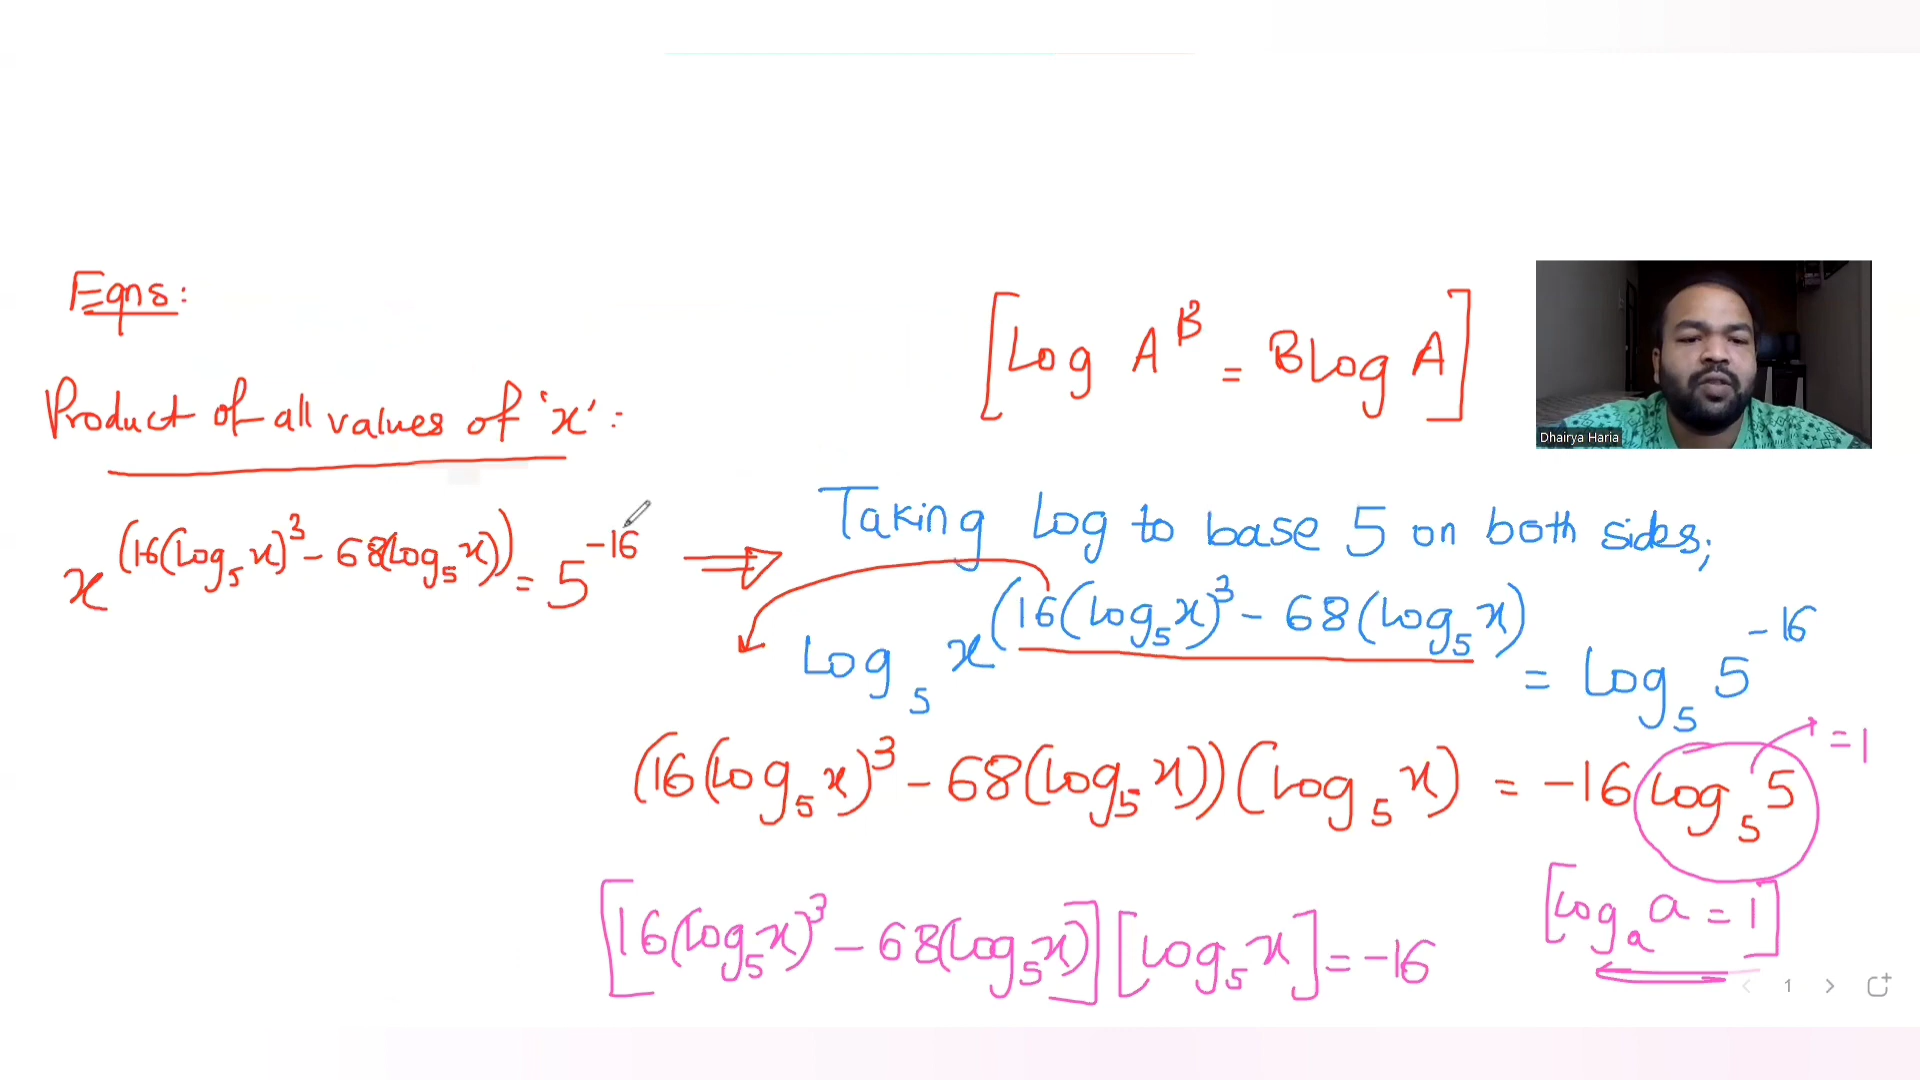 Eqns:
[Log A^B = B Log A]
Dhairya Haria
Product of all values of 'x':
x^(16(log₅x)³ - 68(log₅x)) = 5^-16 ⇒
Taking Log to base 5 on both sides;
Log₅ x^(16(log₅x)³ - 68(log₅x) = Log₅ 5^-16
(16(log₅x)³ - 68(log₅x))(log₅x) = -16 log₅5
= 1
[16(log₅x)³ - 68(log₅x)][log₅x] = -16
[logₐa = 1]
1